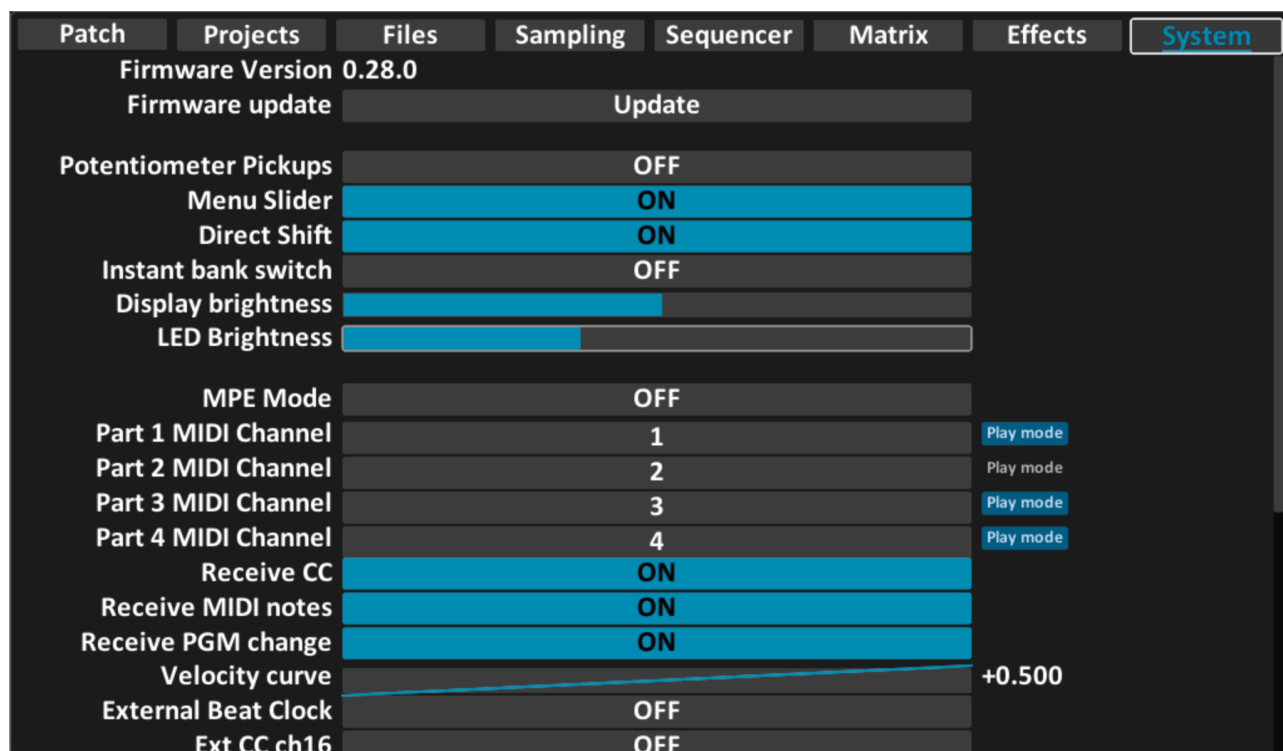 Patch Projects Files Sampling Sequencer Matrix Effects System
Firmware Version 0.28.0
Firmware update Update
Potentiometer Pickups OFF
Menu Slider ON
Direct Shift ON
Instant bank switch OFF
Display brightness
LED Brightness
MPE Mode OFF
Part 1 MIDI Channel 1 Play mode
Part 2 MIDI Channel 2 Play mode
Part 3 MIDI Channel 3 Play mode
Part 4 MIDI Channel 4 Play mode
Receive CC ON
Receive MIDI notes ON
Receive PGM change ON
Velocity curve +0.500
External Beat Clock OFF
Ext CC ch16 OFF